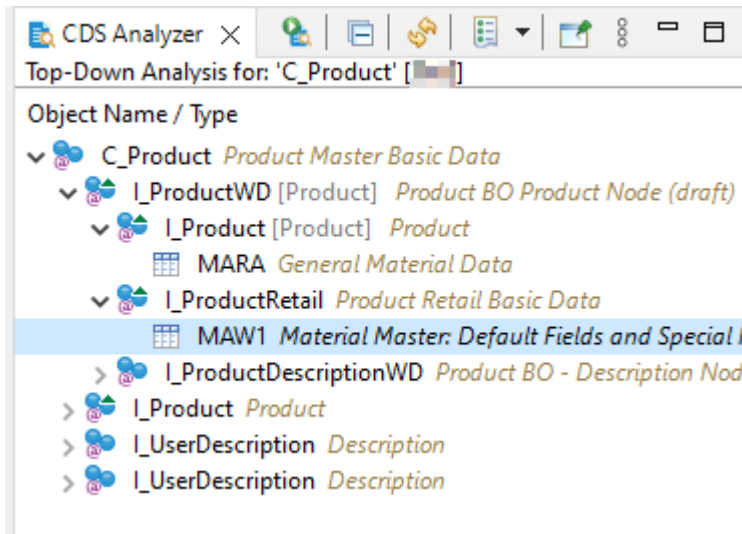 CDS Analyzer
Top-Down Analysis for: 'C_Product' [
]
Object Name / Type
C_Product Product Master Basic Data
I_ProductWD [Product] Product BO Product Node (draft)
I_Product [Product] Product
MARA General Material Data
I_ProductRetail Product Retail Basic Data
MAW1 Material Master: Default Fields and Special
I_ProductDescriptionWD Product BO - Description Nod
I_Product Product
I_UserDescription Description
I_UserDescription Description